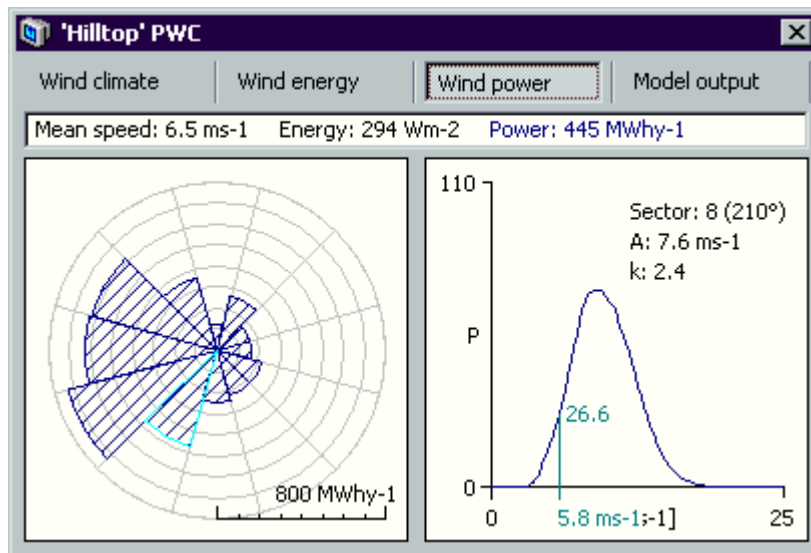 'Hilltop' PWC
Wind climate Wind energy Wind power Model output
Mean speed: 6.5 ms-1 Energy: 294 Wm-2 Power: 445 MWhy-1
800 MWhy-1
110
Sector: 8 (210°)
A: 7.6 ms-1
k: 2.4
P
26.6
0
0 5.8 ms-1;-1] 25